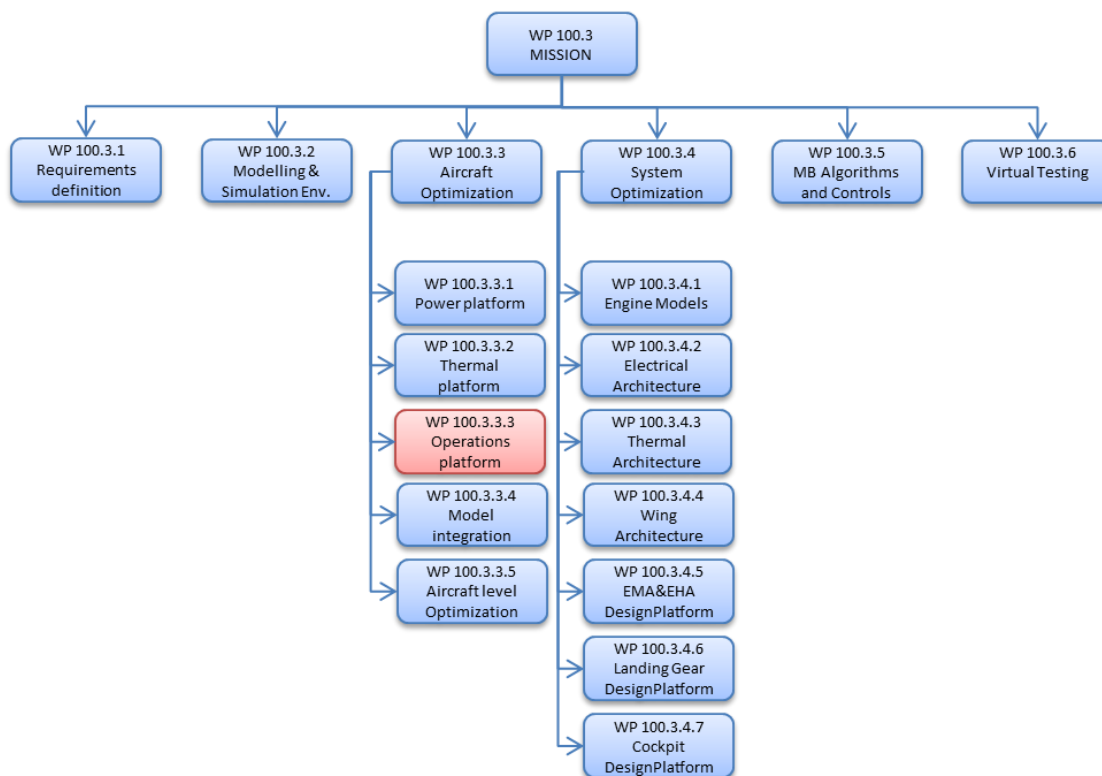 WP 100.3
MISSION
WP 100.3.1
Requirements
definition
WP 100.3.2
Modelling &
Simulation Env.
WP 100.3.3
Aircraft
Optimization
WP 100.3.4
System
Optimization
WP 100.3.5
MB Algorithms
and Controls
WP 100.3.6
Virtual Testing
WP 100.3.3.1
Power platform
WP 100.3.3.2
Thermal
platform
WP 100.3.3.3
Operations
platform
WP 100.3.3.4
Model
integration
WP 100.3.3.5
Aircraft level
Optimization
WP 100.3.4.1
Engine Models
WP 100.3.4.2
Electrical
Architecture
WP 100.3.4.3
Thermal
Architecture
WP 100.3.4.4
Wing
Architecture
WP 100.3.4.5
EMA&EHA
DesignPlatform
WP 100.3.4.6
Landing Gear
DesignPlatform
WP 100.3.4.7
Cockpit
DesignPlatform